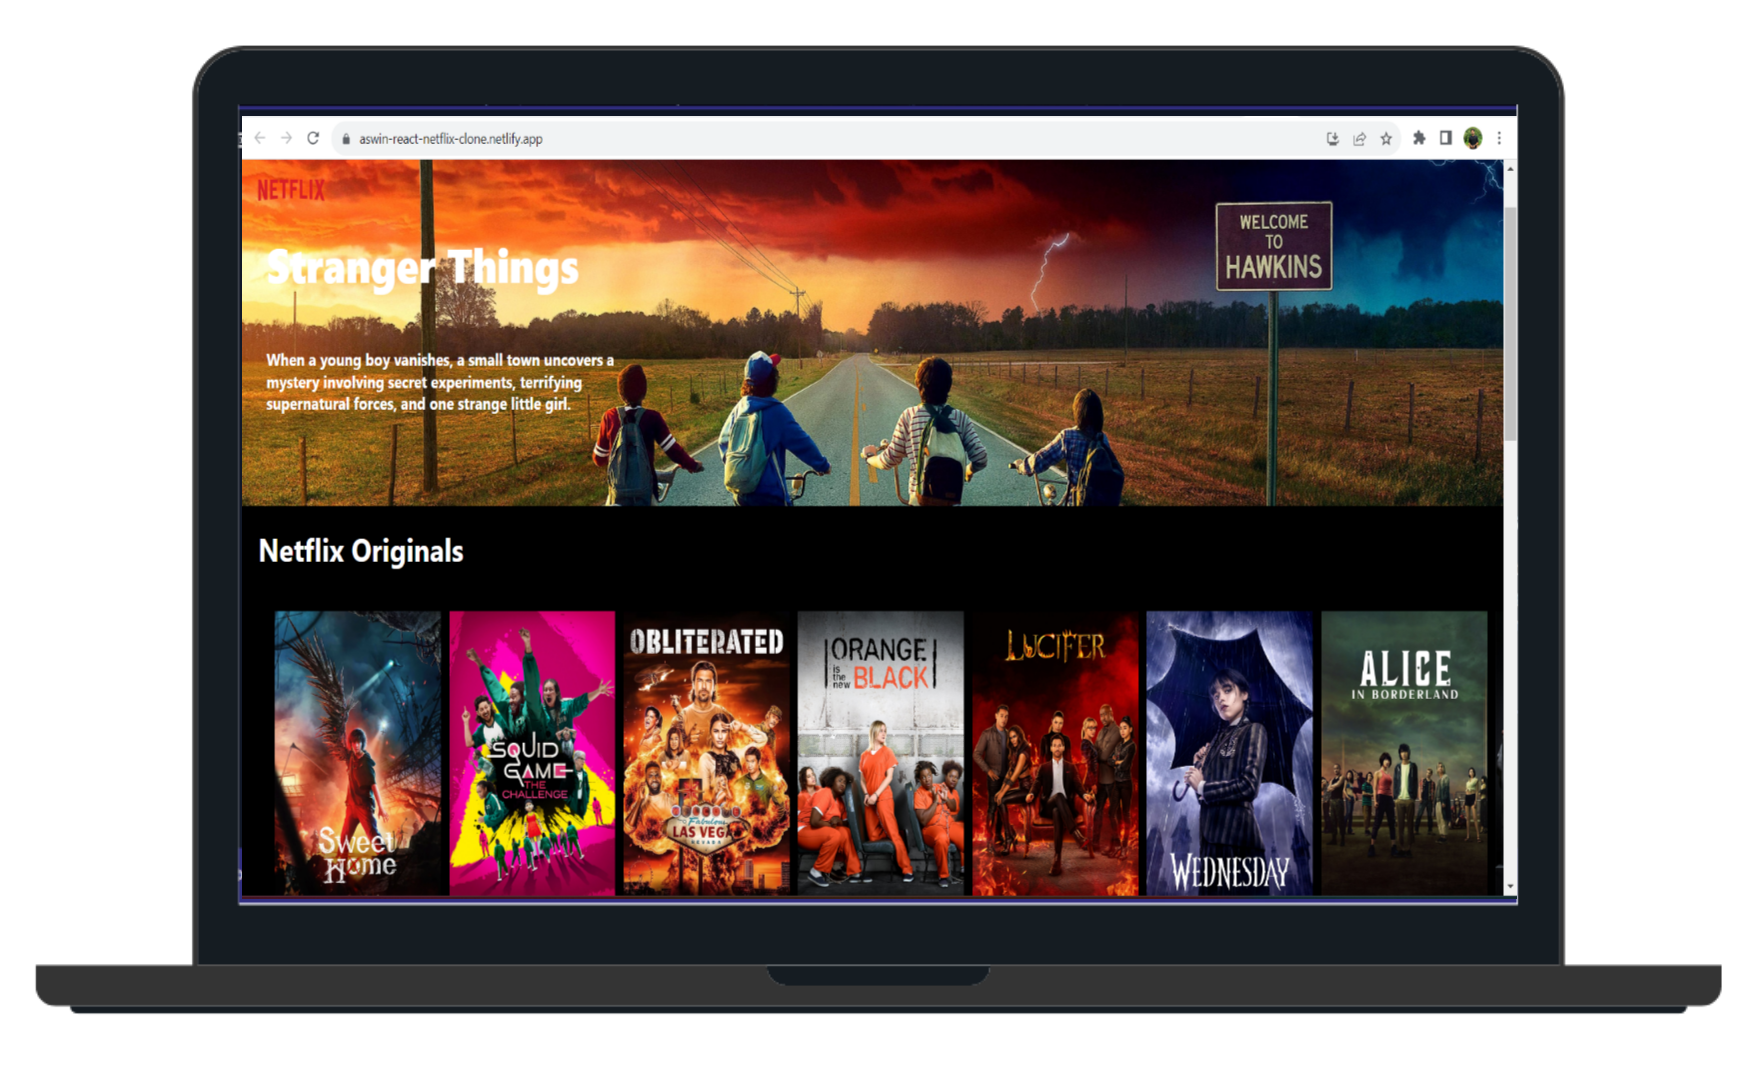 aswin-react-netflix-clone.netlify.app
NETFLIX
WELCOME
TO
HAWKINS
Stranger Things
When a young boy vanishes, a small town uncovers a
mystery involving secret experiments, terrifying
supernatural forces, and one strange little girl.
Netflix Originals
Sweet
Home
SQUID
GAME
THE
CHALLENGE
OBLITERATED
Fabulous
LAS VEGA
NEVADA
ORANGE
is
the
new
BLACK
LUCIFER
WEDNESDAY
ALICE
IN BORDERLAND